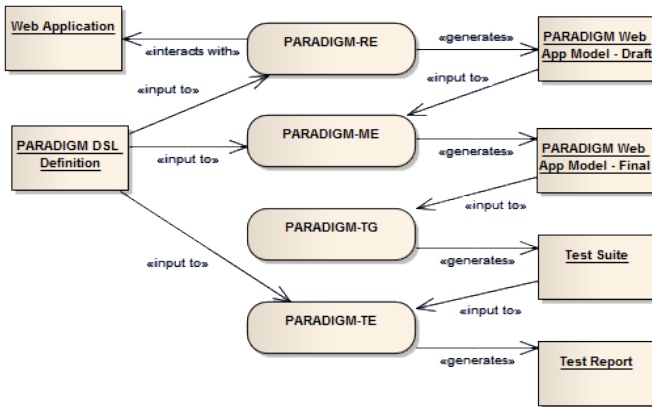 Web Application
«interacts with»
PARADIGM-RE
«generates»
PARADIGM Web
App Model - Draft
«input to»
«input to»
PARADIGM DSL
Definition
«input to»
PARADIGM-ME
«generates»
PARADIGM Web
App Model - Final
«input to»
PARADIGM-TG
«input to»
«generates»
Test Suite
PARADIGM-TE
«input to»
«generates»
Test Report